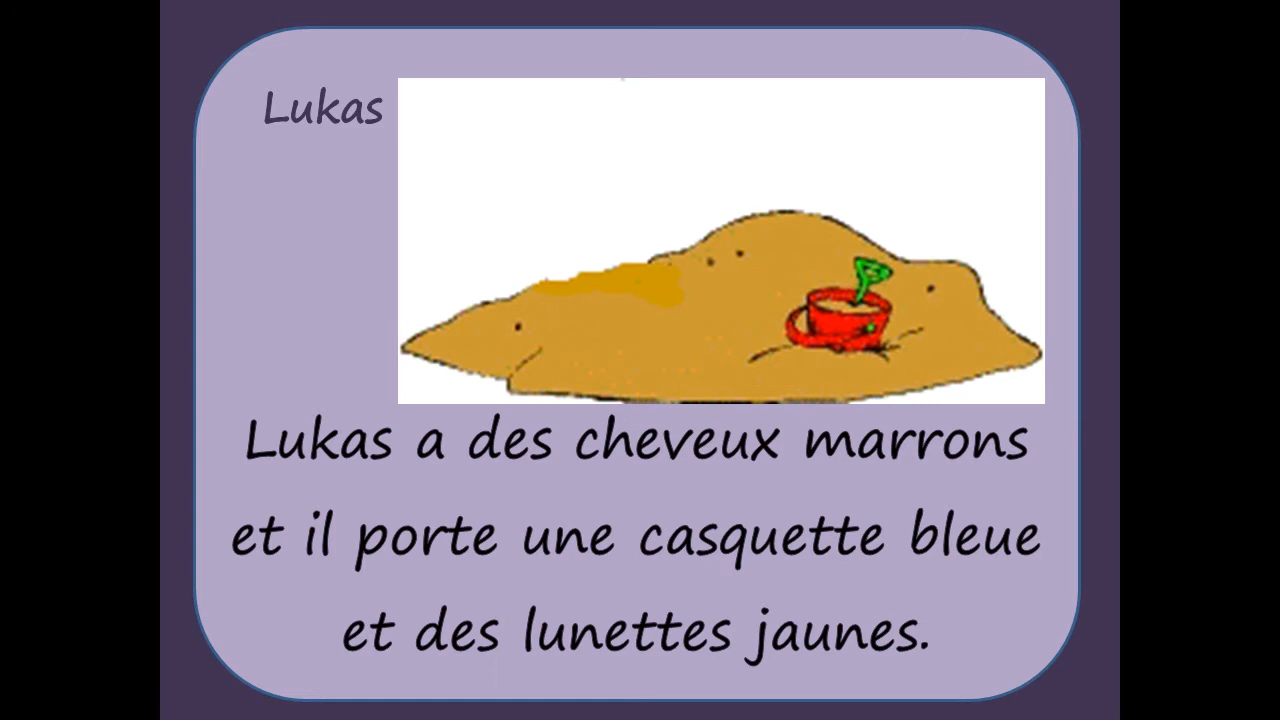 Lukas
Lukas a des cheveux marrons
et il porte une casquette bleue
et des lunettes jaunes.